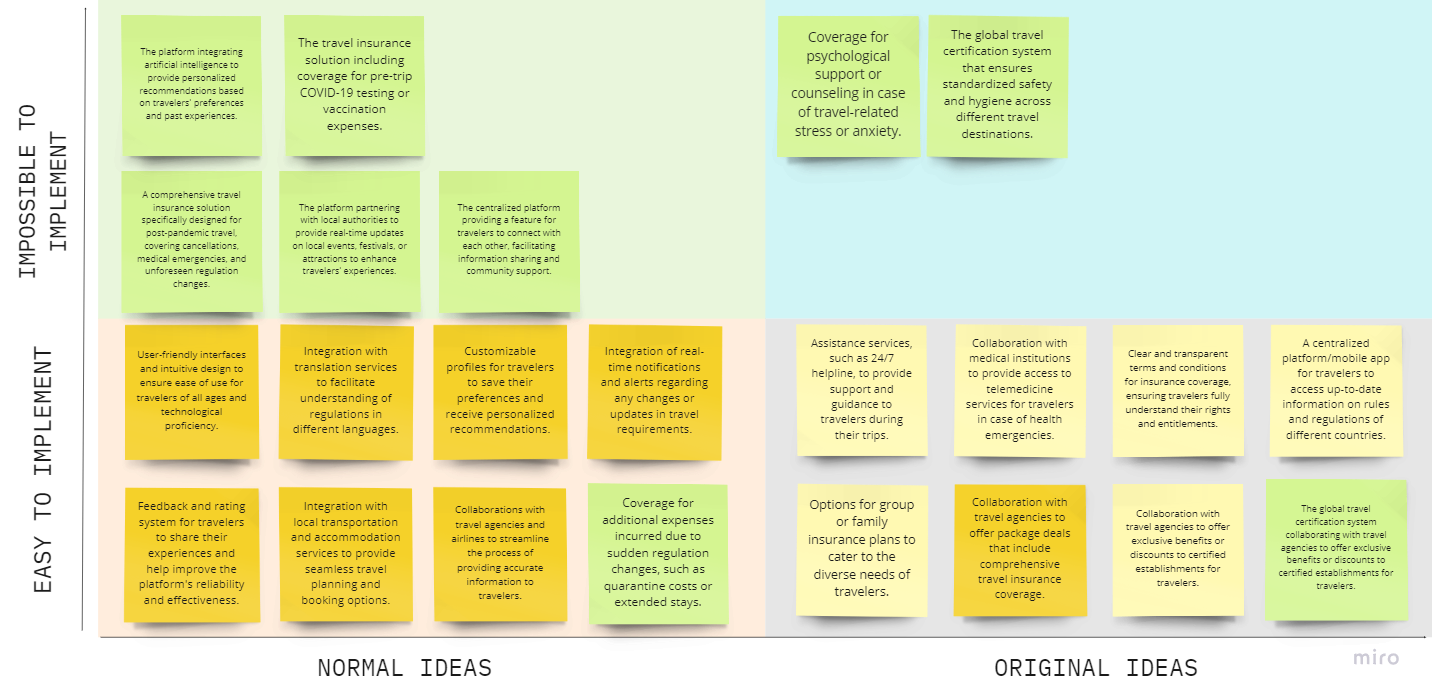 IMPOSSIBLE TO
IMPLEMENT
The platform integrating
artificial intelligence to
provide personalized
recommendations based
on travelers' preferences
and past experiences.
The travel insurance
solution including
coverage for pre-trip
COVID-19 testing or
vaccination
expenses.
Coverage for
psychological
support or
counseling in case
of travel-related
stress or anxiety.
The global travel
certification system
that ensures
standardized safety
and hygiene across
different travel
destinations.
A comprehensive travel
insurance solution
specifically designed for
post-pandemic travel,
covering cancellations,
medical emergencies, and
unforeseen regulation
changes.
The platform partnering
with local authorities to
provide real-time updates
on local events, festivals, or
attractions to enhance
travelers' experiences.
The centralized platform
providing a feature for
travelers to connect with
each other, facilitating
information sharing and
community support.
EASY TO IMPLEMENT
User-friendly interfaces
and intuitive design to
ensure ease of use for
travelers of all ages and
technological
proficiency.
Integration with
translation services
to facilitate
understanding of
regulations in
different languages.
Customizable
profiles for travelers
to save their
preferences and
receive personalized
recommendations.
Integration of real-
time notifications
and alerts regarding
any changes or
updates in travel
requirements.
Assistance services,
such as 24/7
helpline, to provide
support and
guidance to
travelers during
their trips.
Collaboration with
medical institutions
to provide access to
telemedicine
services for travelers
in case of health
emergencies.
Clear and transparent
terms and conditions
for insurance coverage,
ensuring travelers fully
understand their rights
and entitlements.
A centralized
platform/mobile app
for travelers to
access up-to-date
information on rules
and regulations of
different countries.
Feedback and rating
system for travelers
to share their
experiences and
help improve the
platform's reliability
and effectiveness.
Integration with
local transportation
and accommodation
services to provide
seamless travel
planning and
booking options.
Collaborations with
travel agencies and
airlines to streamline
the process of
providing accurate
information to
travelers.
Coverage for
additional expenses
incurred due to
sudden regulation
changes, such as
quarantine costs or
extended stays.
Options for group
or family
insurance plans to
cater to the
diverse needs of
travelers.
Collaboration with
travel agencies to
offer package deals
that include
comprehensive
travel insurance
coverage.
Collaboration with
travel agencies to offer
exclusive benefits or
discounts to certified
establishments for
travelers.
The global travel
certification system
collaborating with travel
agencies to offer exclusive
benefits or discounts to
certified establishments for
travelers.
NORMAL IDEAS
ORIGINAL IDEAS
miro